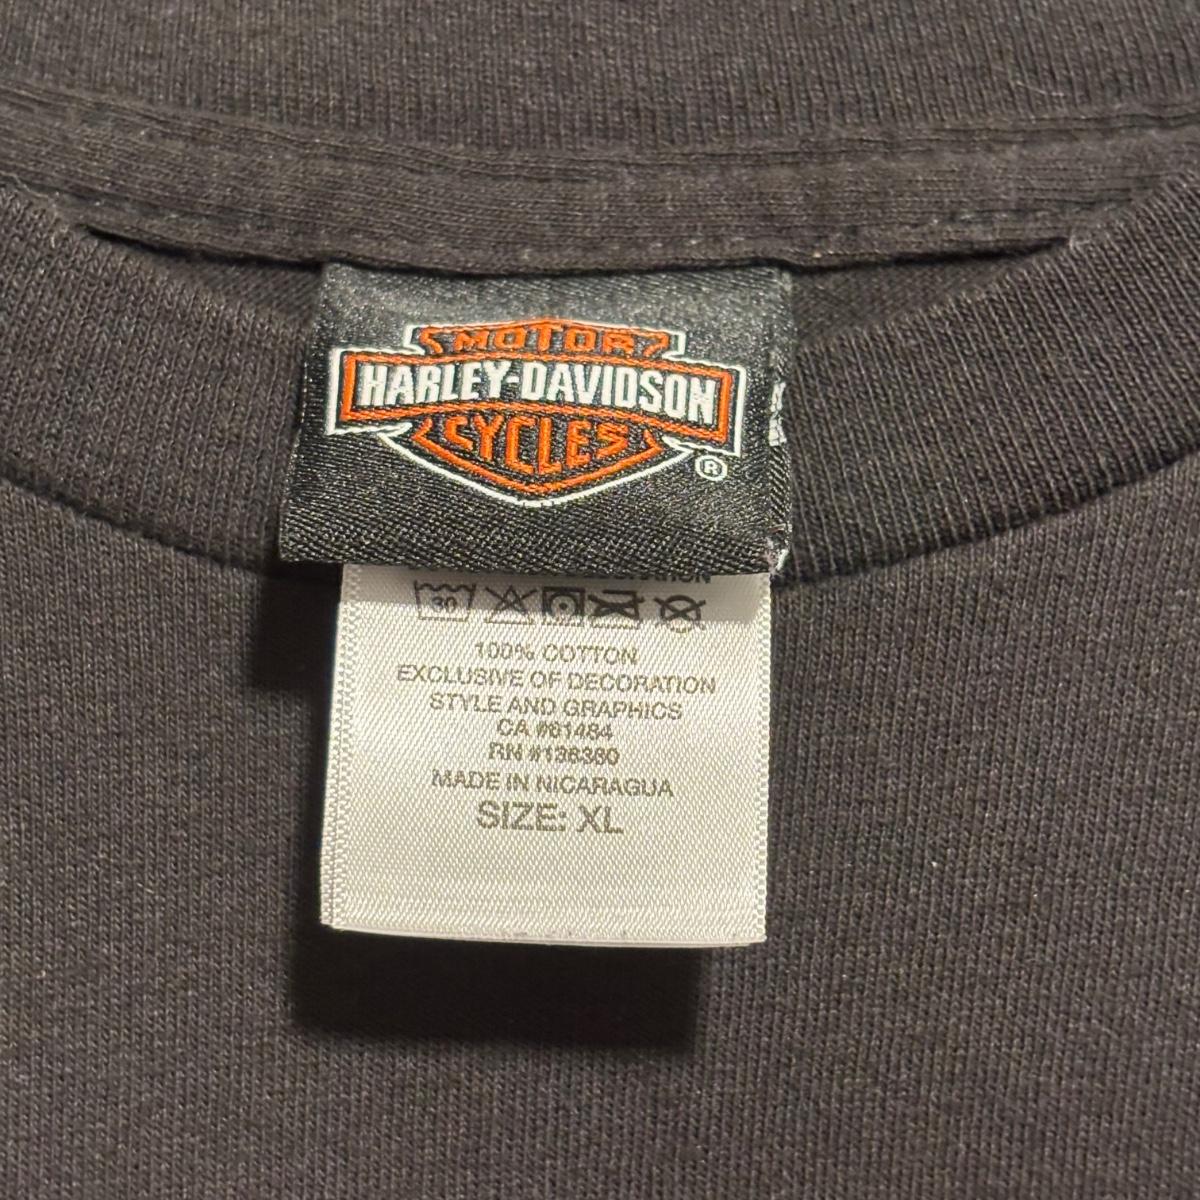 MOTOR
HARLEY-DAVIDSON
CYCLES
®
30
100% COTTON
EXCLUSIVE OF DECORATION
STYLE AND GRAPHICS
CA #61484
RN #136360
MADE IN NICARAGUA
SIZE: XL